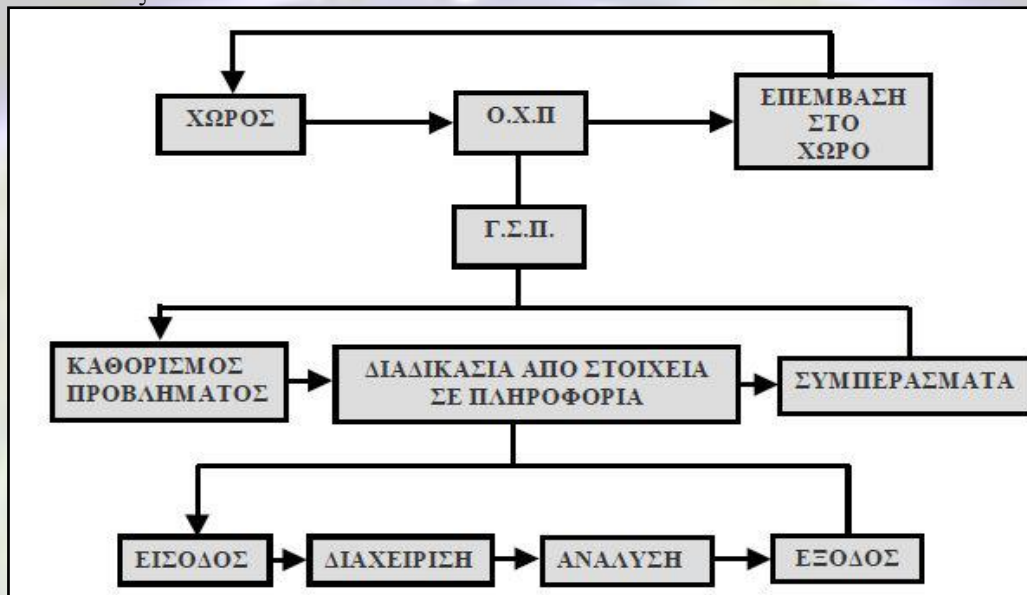 ΧΩΡΟΣ
Ο.Χ.Π
ΕΠΕΜΒΑΣΗ
ΣΤΟ
ΧΩΡΟ
Γ.Σ.Π.
ΚΑΘΟΡΙΣΜΟΣ
ΠΡΟΒΛΗΜΑΤΟΣ
ΔΙΑΔΙΚΑΣΙΑ ΑΠΟ ΣΤΟΙΧΕΙΑ
ΣΕ ΠΛΗΡΟΦΟΡΙΑ
ΣΥΜΠΕΡΑΣΜΑΤΑ
ΕΙΣΟΔΟΣ
ΔΙΑΧΕΙΡΙΣΗ
ΑΝΑΛΥΣΗ
ΕΞΟΔΟΣ